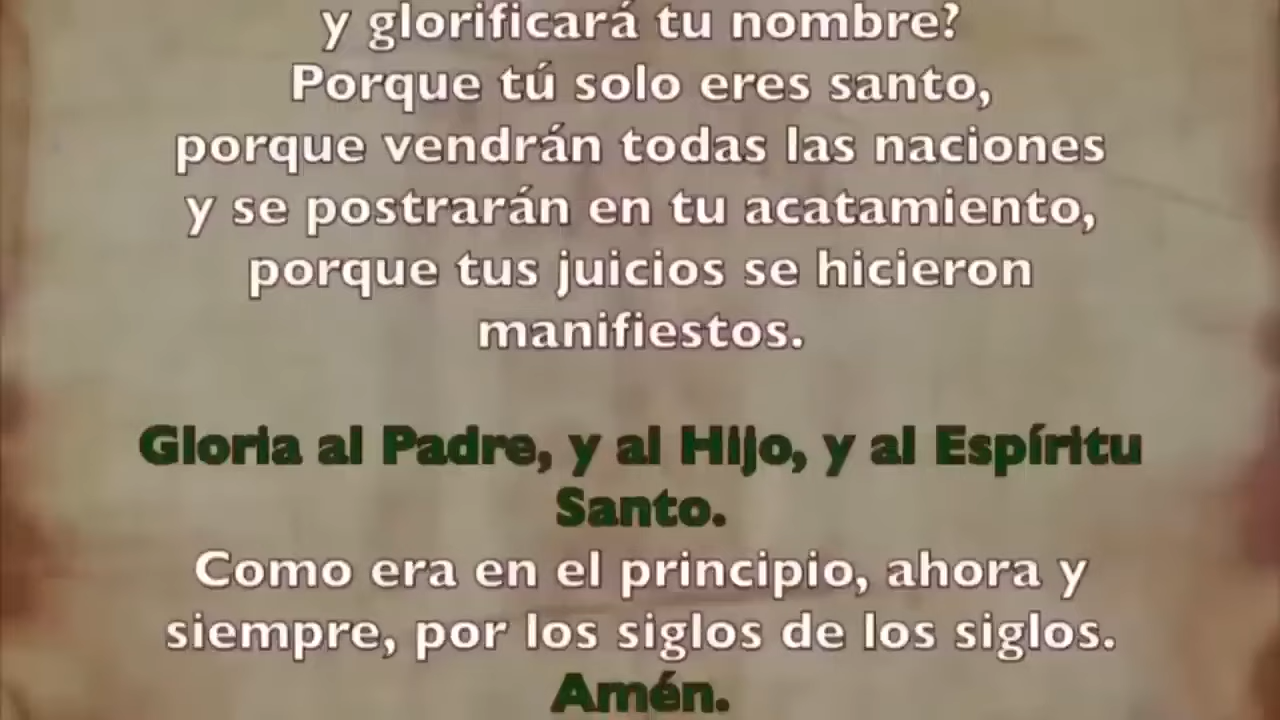 y glorificará tu nombre?
Porque tú solo eres santo,
porque vendrán todas las naciones
y se postrarán en tu acatamiento,
porque tus juicios se hicieron
manifiestos.
Gloria al Padre, y al Hijo, y al Espíritu
Santo.
Como era en el principio, ahora y
siempre, por los siglos de los siglos.
Amén.